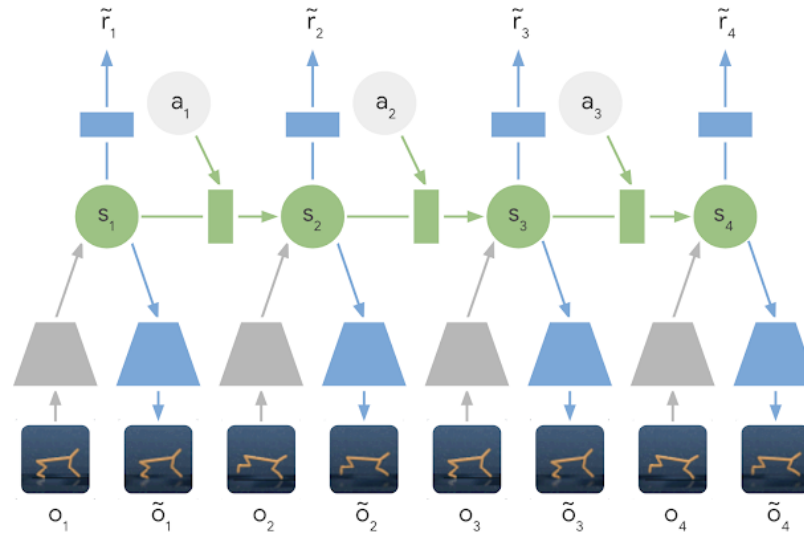 r̃₁ r̃₂ r̃₃ r̃₄
a₁ a₂ a₃
s₁ s₂ s₃ s₄
o₁ õ₁ o₂ õ₂ o₃ õ₃ o₄ õ₄